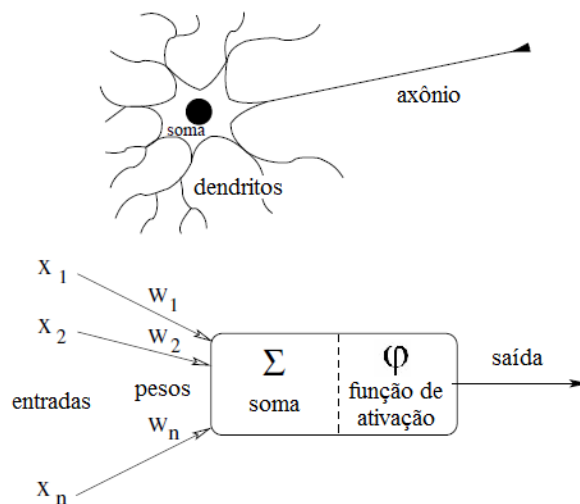 axônio
soma
dendritos
X 1
W 1
X 2
W 2
Σ
φ
saída
entradas
pesos
soma
função de
ativação
W n
X n